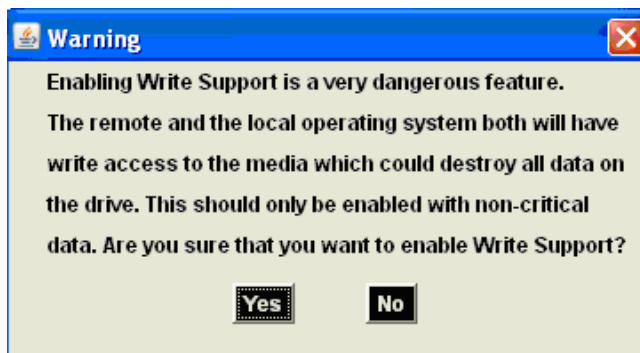 Warning
Enabling Write Support is a very dangerous feature.
The remote and the local operating system both will have
write access to the media which could destroy all data on
the drive. This should only be enabled with non-critical
data. Are you sure that you want to enable Write Support?
Yes No